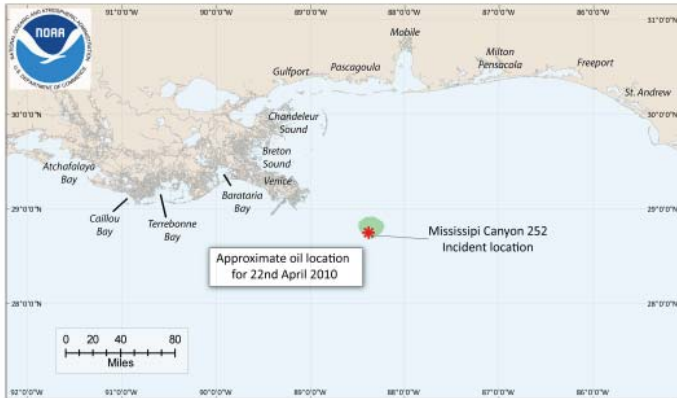 91°0'0"W 90°0'0"W 89°0'0"W 88°0'0"W 87°0'0"W 86°0'0"W
NATIONAL OCEANIC AND ATMOSPHERIC ADMINISTRATION
NOAA
U.S. DEPARTMENT OF COMMERCE
31°0'0"N
Mobile
Gulfport
Pascagoula
Milton
Pensacola
Freeport
St. Andrew
30°0'0"N
30°0'0"N
Chandeleur
Sound
Breton
Sound
Atchafalaya
Bay
Venice
Barataria
Bay
Caillou
Bay
Terrebonne
Bay
29°0'0"N
29°0'0"N
Mississipi Canyon 252
Incident location
Approximate oil location
for 22nd April 2010
28°0'0"N
28°0'0"N
0 20 40 80
Miles
92°0'0"W 91°0'0"W 90°0'0"W 89°0'0"W 88°0'0"W 87°0'0"W 86°0'0"W